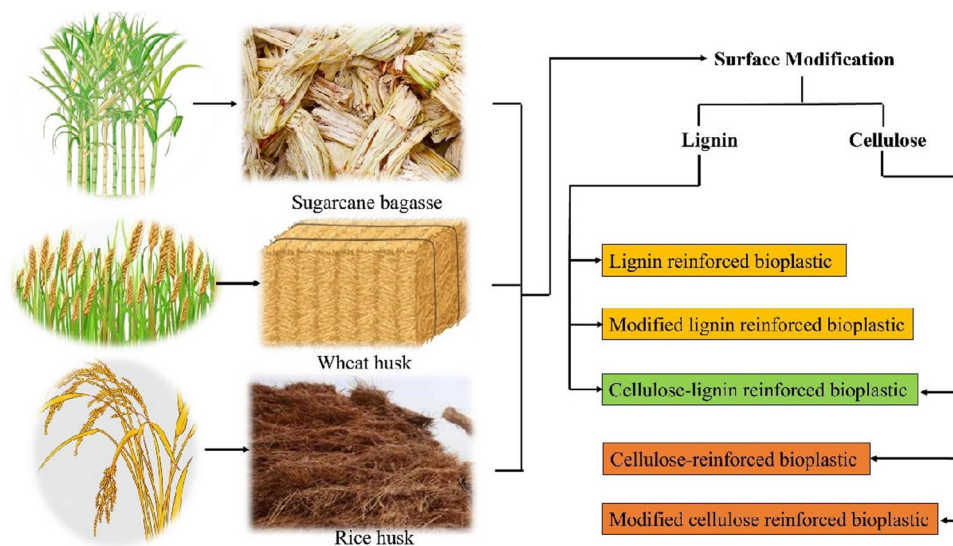 Sugarcane bagasse
Wheat husk
Rice husk
Surface Modification
Lignin
Cellulose
Lignin reinforced bioplastic
Modified lignin reinforced bioplastic
Cellulose-lignin reinforced bioplastic
Cellulose-reinforced bioplastic
Modified cellulose reinforced bioplastic